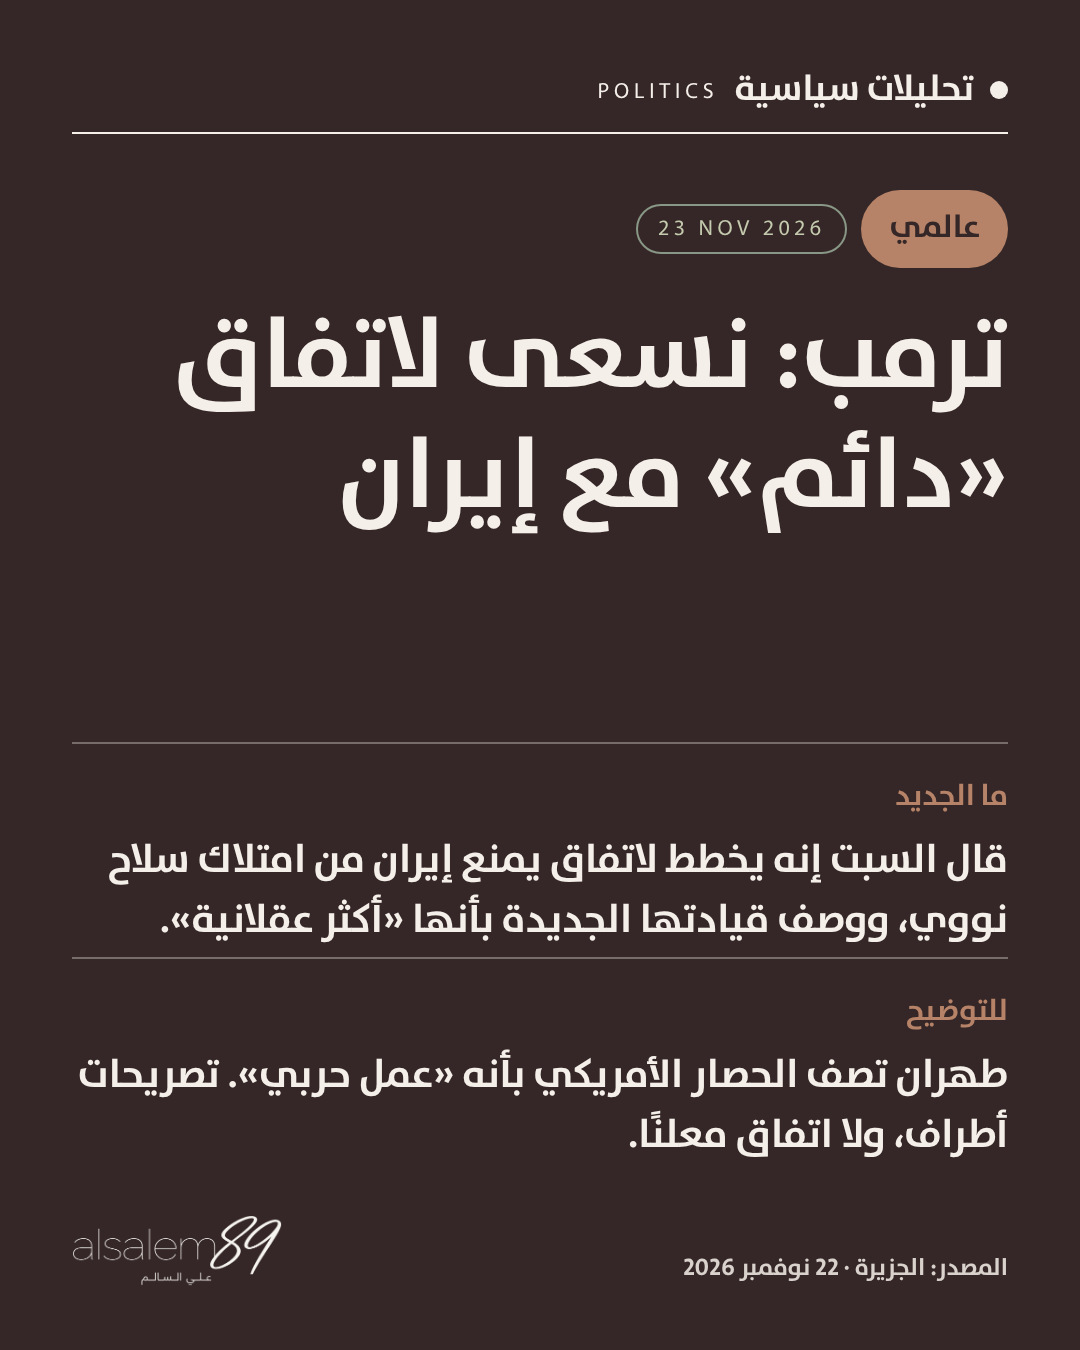 تحليلات سياسية POLITICS
عالمي 23 NOV 2026
ترمب: نسعى لاتفاق
«دائم» مع إيران
ما الجديد
قال السبت إنه يخطط لاتفاق يمنع إيران من امتلاك سلاح
نووي، ووصف قيادتها الجديدة بأنها «أكثر عقلانية».
للتوضيح
طهران تصف الحصار الأمريكي بأنه «عمل حربي». تصريحات
أطراف، ولا اتفاق معلنًا.
المصدر: الجزيرة · 22 نوفمبر 2026
alsalem89
علي السالم